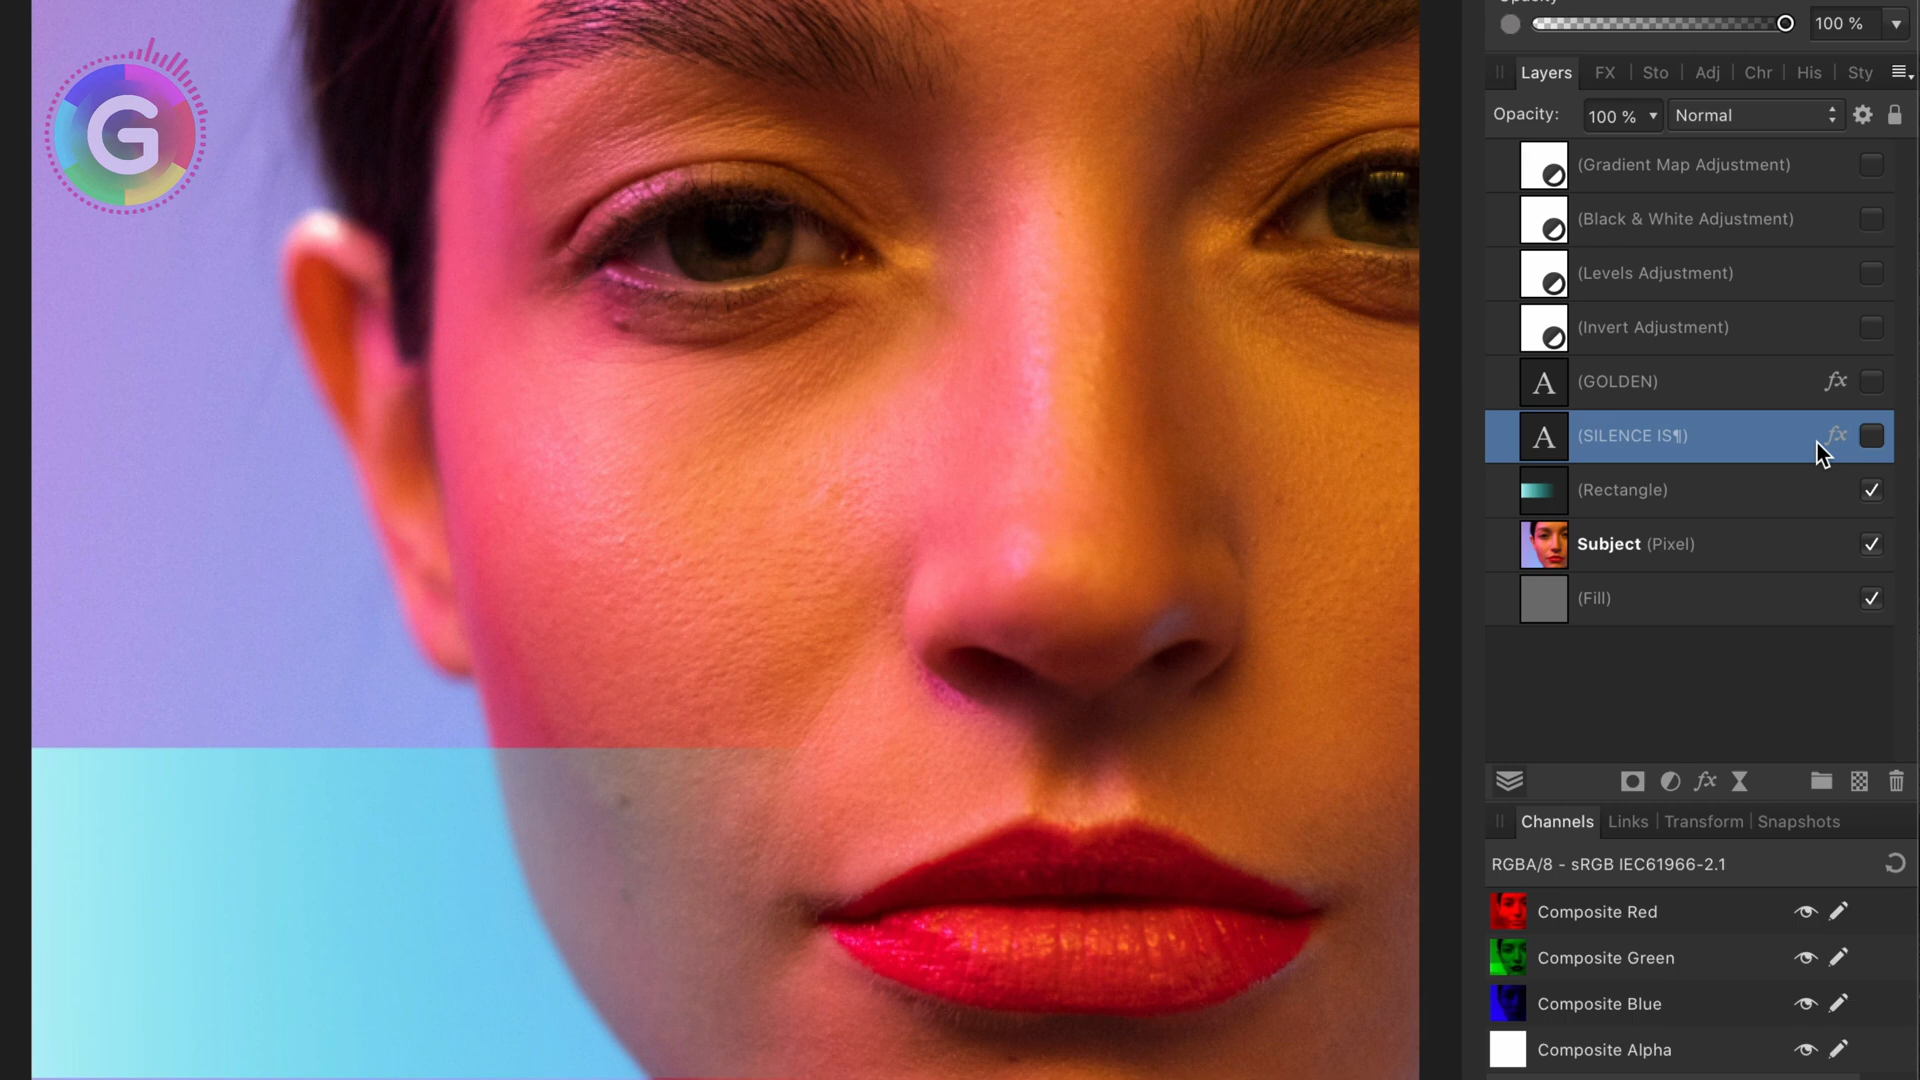 G
100 %
Layers
FX
Sto
Adj
Chr
His
Sty
Opacity:
100 %
Normal
(Gradient Map Adjustment)
(Black & White Adjustment)
(Levels Adjustment)
(Invert Adjustment)
A (GOLDEN) fx
A (SILENCE IS¶) fx
(Rectangle)
Subject (Pixel)
(Fill)
fx
Channels
Links
Transform
Snapshots
RGBA/8 - sRGB IEC61966-2.1
Composite Red
Composite Green
Composite Blue
Composite Alpha